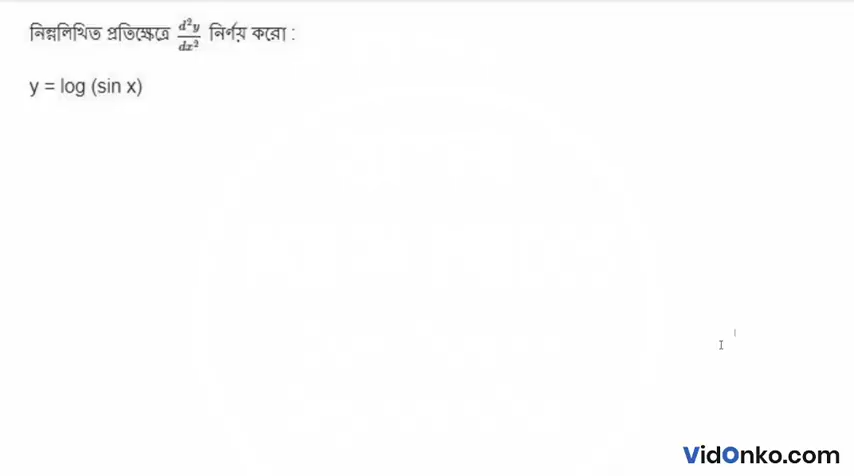 নিম্নলিখিত প্রতিক্ষেত্রে d²y/dx² নির্ণয় করো :
y = log (sin x)
VidOnko.com